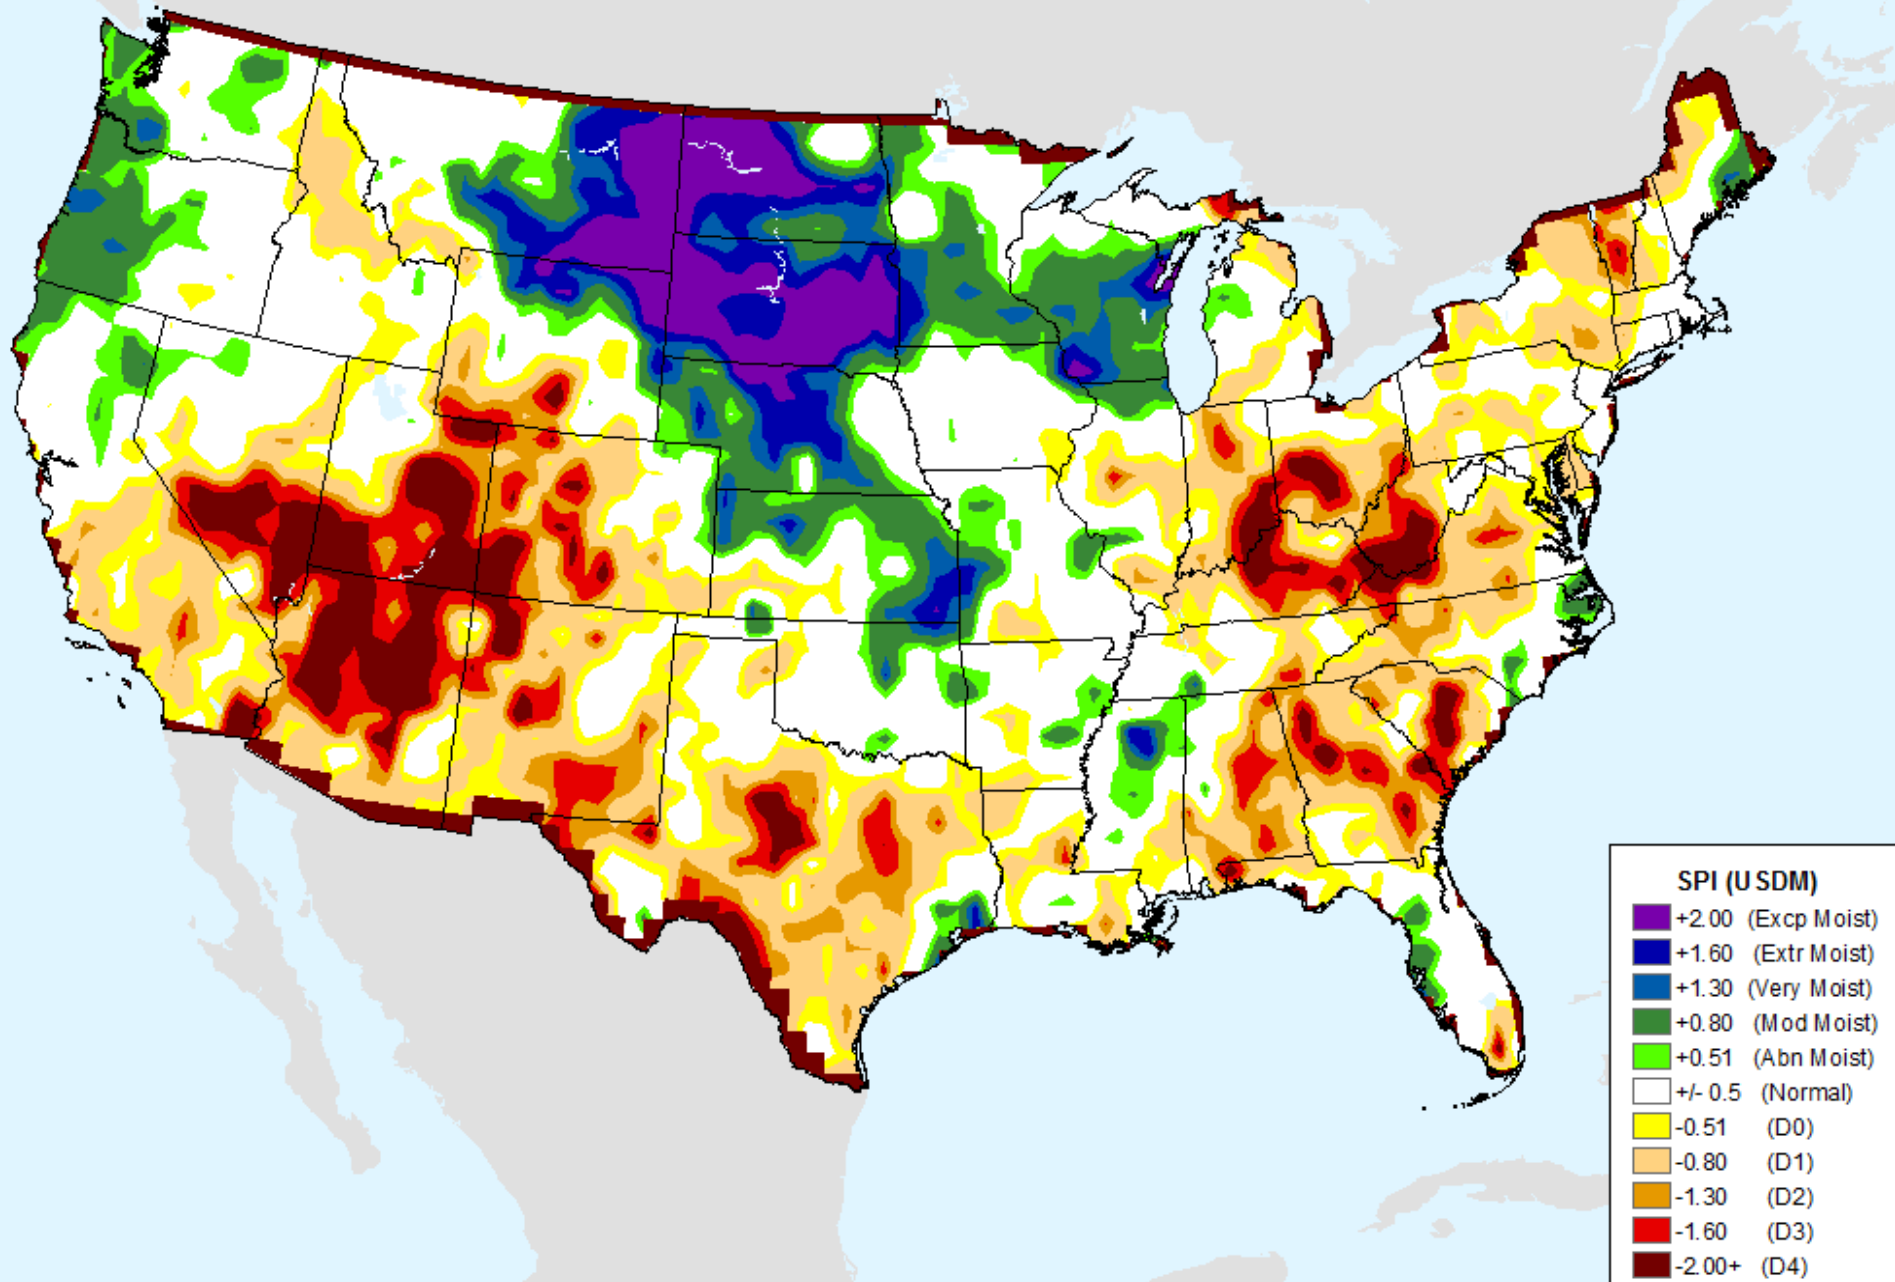 SPI (USDM)
+2.00 (Excp Moist)
+1.60 (Extr Moist)
+1.30 (Very Moist)
+0.80 (Mod Moist)
+0.51 (Abn Moist)
+/- 0.5 (Normal)
-0.51 (D0)
-0.80 (D1)
-1.30 (D2)
-1.60 (D3)
-2.00+ (D4)